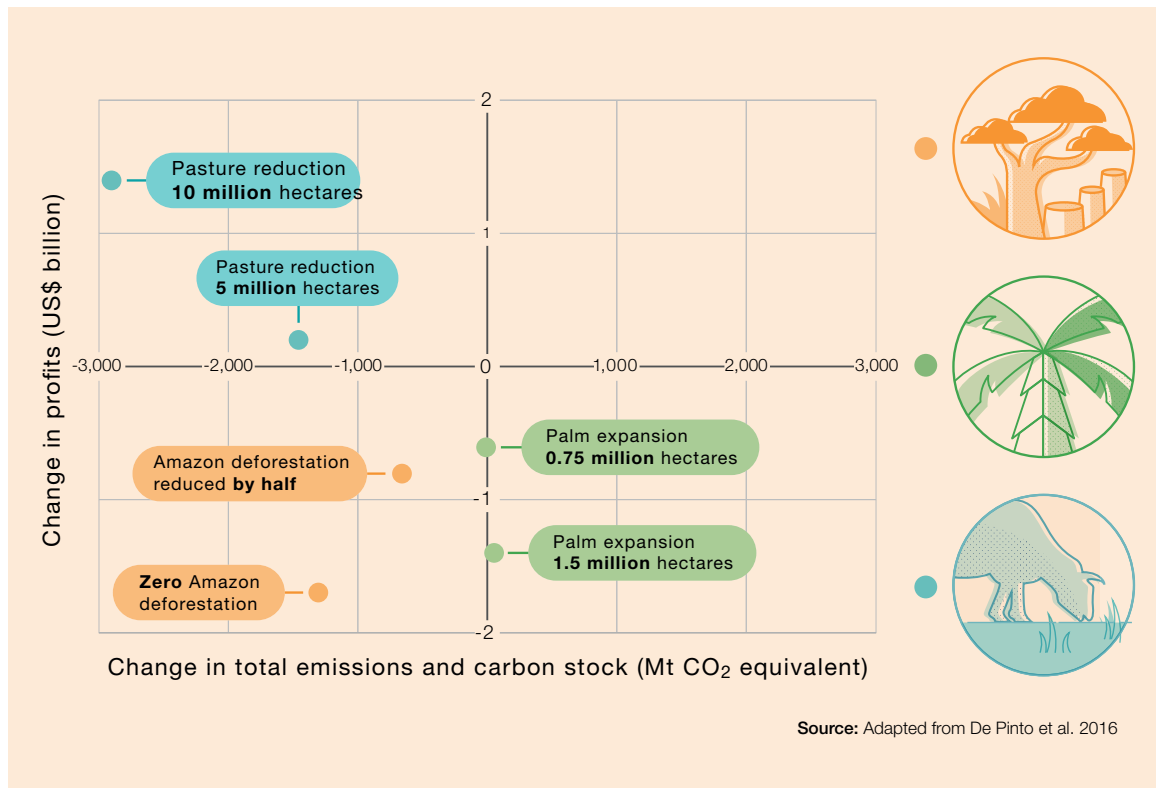 2
Pasture reduction
10 million hectares
1
Pasture reduction
5 million hectares
Change in profits (US$ billion)
-3,000
-2,000
-1,000
0
1,000
2,000
3,000
Palm expansion
0.75 million hectares
Amazon deforestation
reduced by half
-1
Palm expansion
1.5 million hectares
Zero Amazon
deforestation
-2
Change in total emissions and carbon stock (Mt CO₂ equivalent)
Source: Adapted from De Pinto et al. 2016